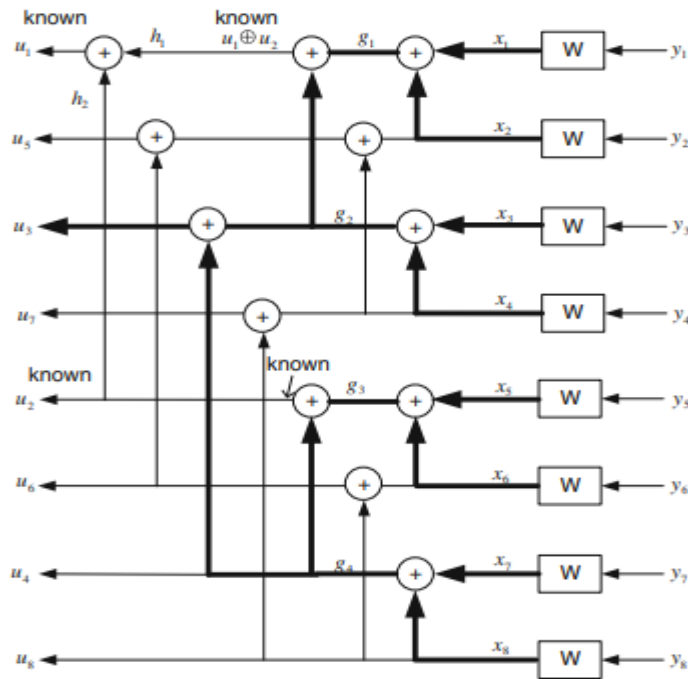 known
known
u₁ + h₁ u₁⊕u₂ + g₁ + x₁ W y₁
h₂
u₅ + + x₂ W y₂
u₃ + g₂ + x₃ W y₃
u₇ + x₄ W y₄
known
known
u₂ + g₃ + x₅ W y₅
u₆ + x₆ W y₆
u₄ g₄ + x₇ W y₇
u₈ x₈ W y₈